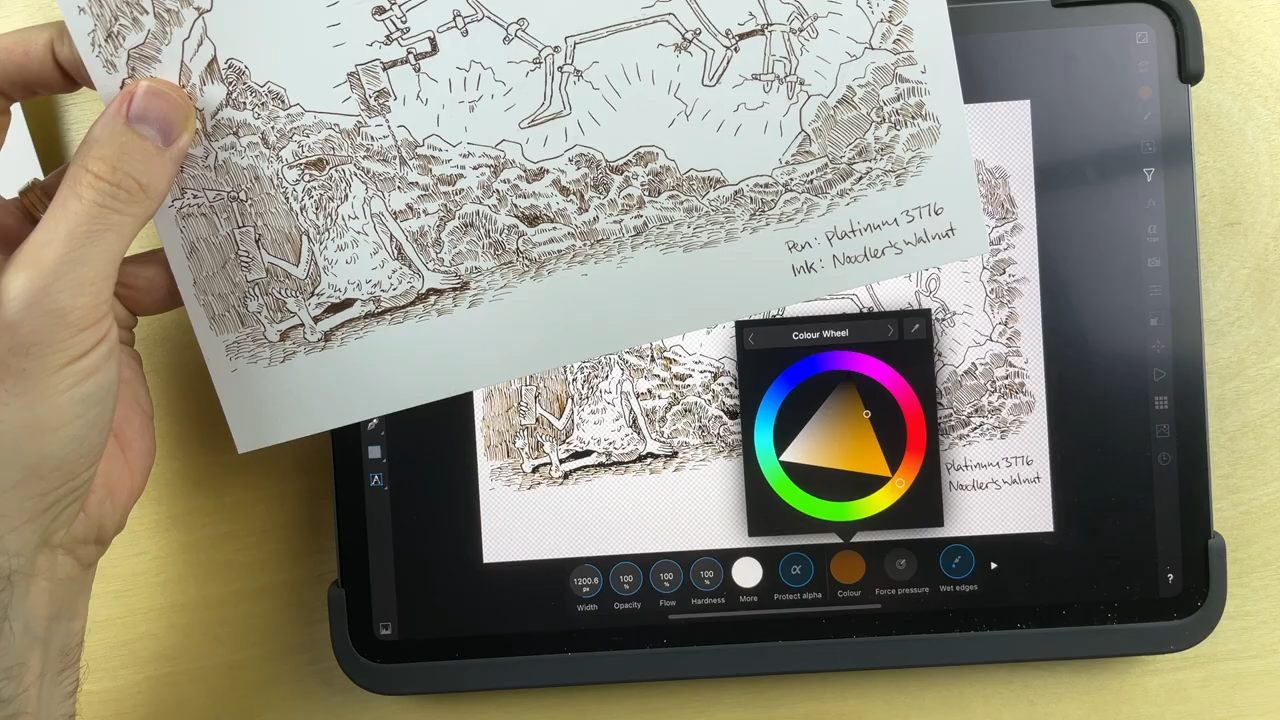 Pen: Platinum 3776
Ink: Noodler's Walnut
Colour Wheel
platinum 3776
Noodler's Walnut
A
1200.6 px
100 %
100 %
100 %
α
Width
Opacity
Flow
Hardness
More
Protect alpha
Colour
Force pressure
Wet edges
?